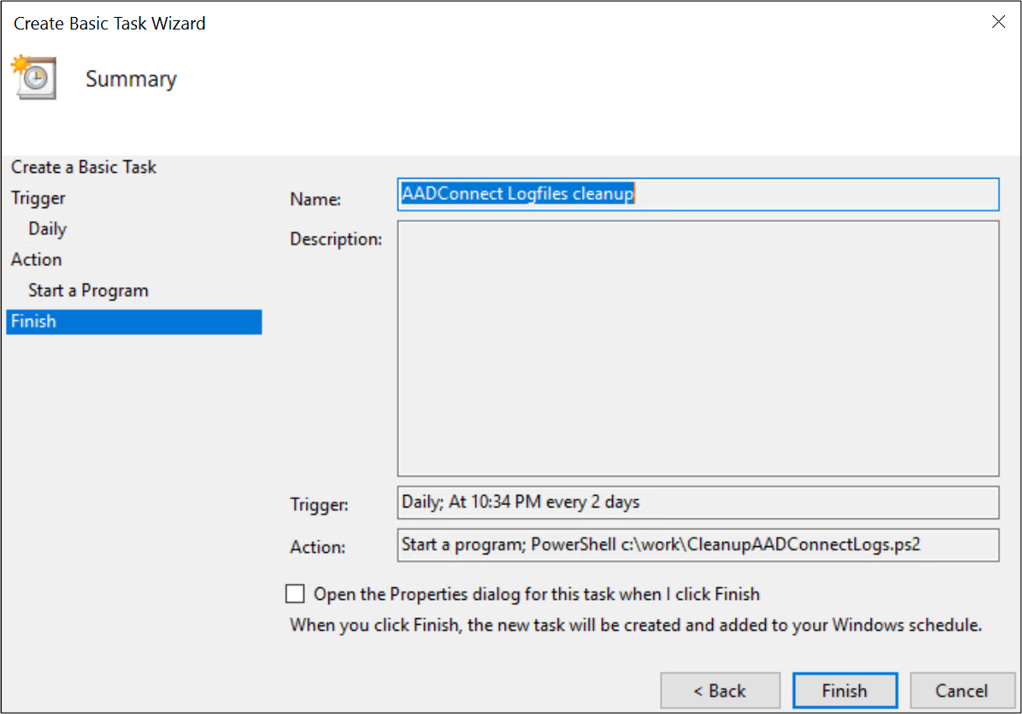 Create Basic Task Wizard
Summary
Create a Basic Task
Trigger
Daily
Action
Start a Program
Finish
Name: AADConnect Logfiles cleanup
Description:
Trigger: Daily; At 10:34 PM every 2 days
Action: Start a program; PowerShell c:\work\CleanupAADConnectLogs.ps2
Open the Properties dialog for this task when I click Finish
When you click Finish, the new task will be created and added to your Windows schedule.
< Back Finish Cancel